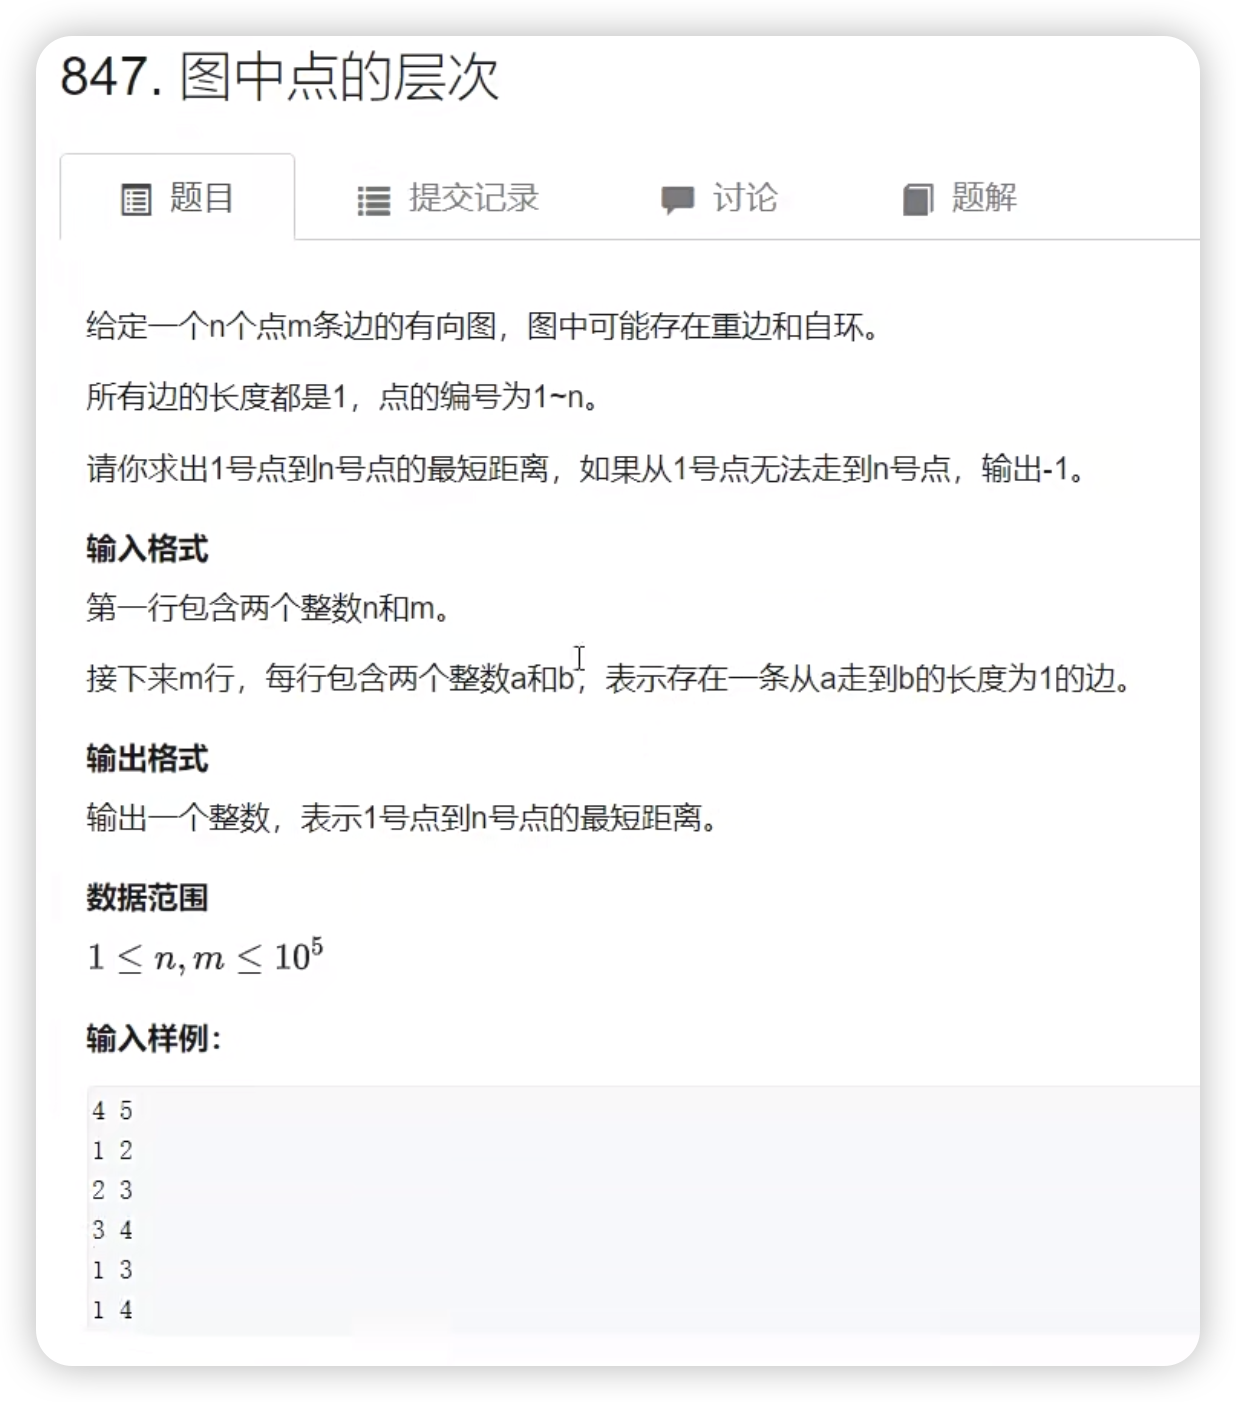 847. 图中点的层次
题目 提交记录 讨论 题解
给定一个n个点m条边的有向图，图中可能存在重边和自环。
所有边的长度都是1，点的编号为1~n。
请你求出1号点到n号点的最短距离，如果从1号点无法走到n号点，输出-1。
输入格式
第一行包含两个整数n和m。
接下来m行，每行包含两个整数a和b，表示存在一条从a走到b的长度为1的边。
输出格式
输出一个整数，表示1号点到n号点的最短距离。
数据范围
1 ≤ n, m ≤ 10⁵
输入样例：
4 5
1 2
2 3
3 4
1 3
1 4